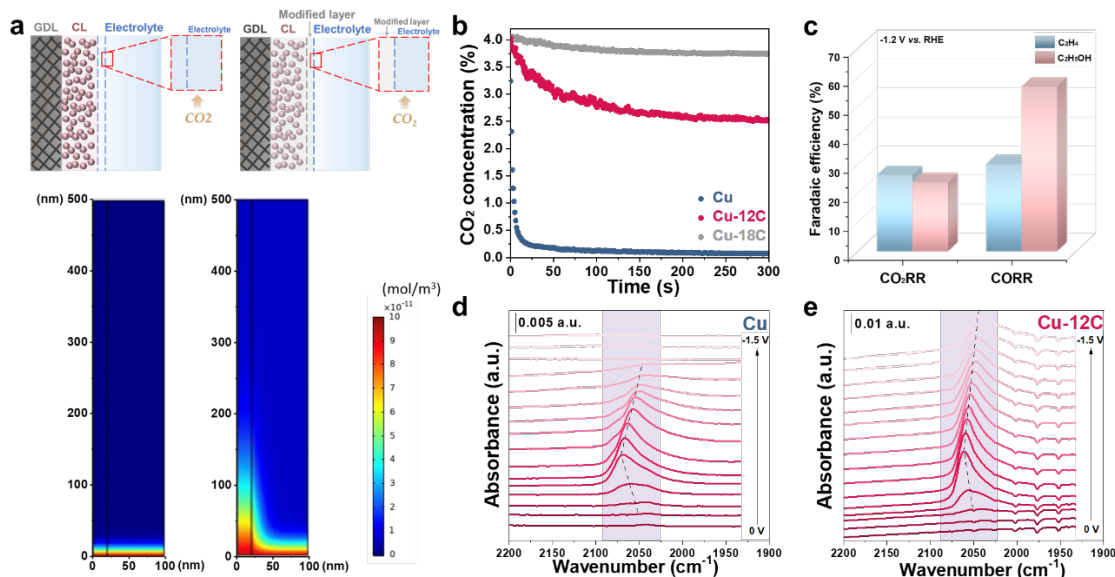 a
GDL CL Electrolyte
Electrolyte
CO2
Modified layer
GDL CL Electrolyte
Modified layer
Electrolyte
CO₂
(nm)
500
400
300
200
100
0
0 50 100 (nm)
(nm)
500
400
300
200
100
0
0 50 100 (nm)
(mol/m³)
×10⁻¹¹
10
9
8
7
6
5
4
3
2
1
0
b
CO₂ concentration (%)
4.0
3.5
3.0
2.5
2.0
1.5
1.0
0.5
0.0
Cu
Cu-12C
Cu-18C
0 50 100 150 200 250 300
Time (s)
c
-1.2 V vs. RHE
C₂H₄
C₂H₅OH
Faradaic efficiency (%)
70
60
50
40
30
20
10
0
CO₂RR CORR
d
0.005 a.u.
Cu
-1.5 V
0 V
Absorbance (a.u.)
2200 2100 2050 2000 1950 1900
Wavenumber (cm⁻¹)
e
0.01 a.u.
Cu-12C
-1.5 V
0 V
Absorbance (a.u.)
2200 2100 2050 2000 1950 1900
Wavenumber (cm⁻¹)